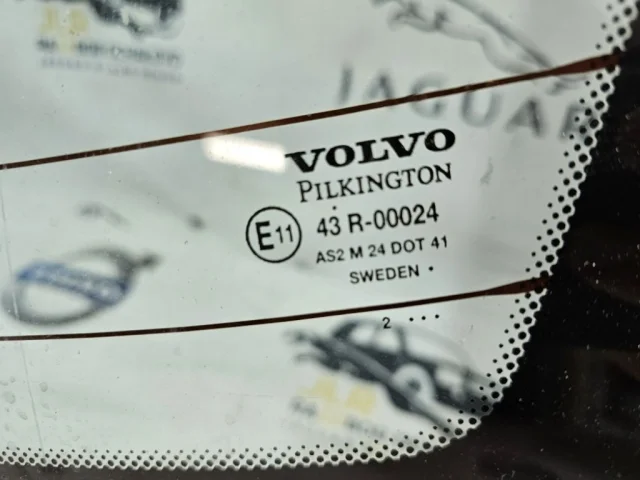 JAGUAR
VOLVO
PILKINGTON
E11
43 R-00024
AS2 M 24 DOT 41
SWEDEN •
2 • • •